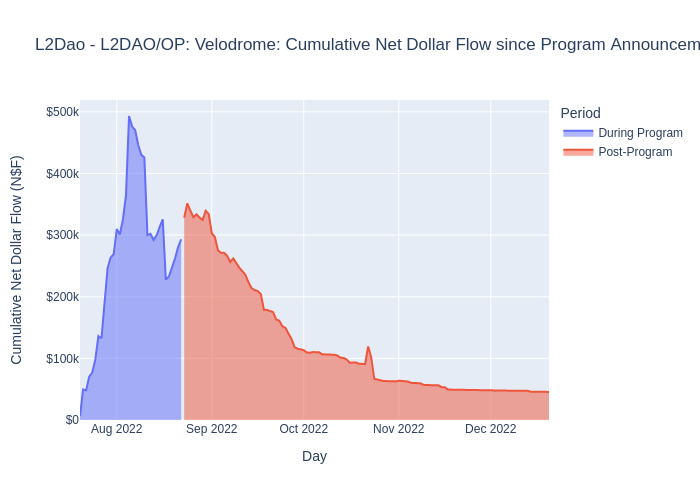 L2Dao - L2DAO/OP: Velodrome: Cumulative Net Dollar Flow since Program Announcem
Period
During Program
Post-Program
Cumulative Net Dollar Flow (N$F)
$500k
$400k
$300k
$200k
$100k
$0
Aug 2022
Sep 2022
Oct 2022
Nov 2022
Dec 2022
Day